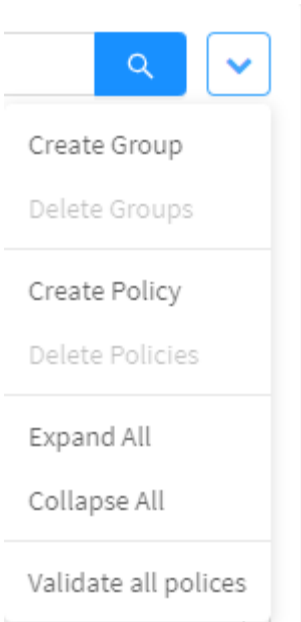 Create Group
Delete Groups
Create Policy
Delete Policies
Expand All
Collapse All
Validate all polices